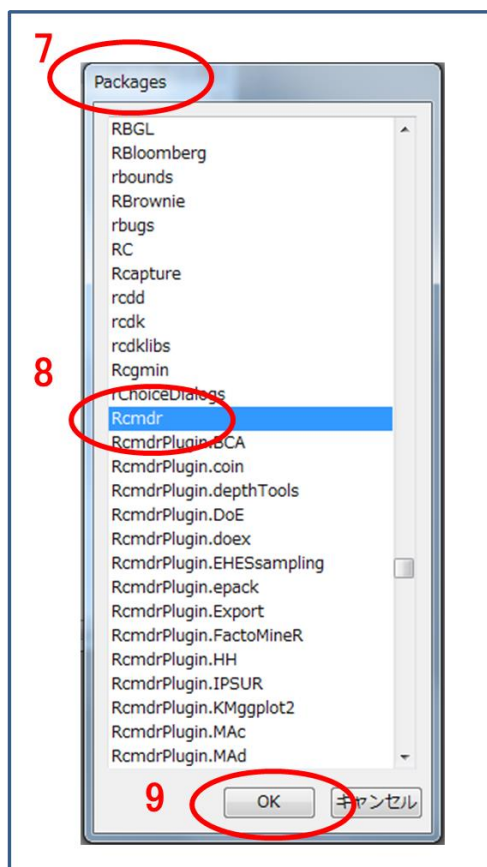 7
Packages
RBGL
RBloomberg
rbounds
RBrownie
rbugs
RC
Rcapture
rcdd
rcdk
rcdklibs
Rcgmin
8
rChoiceDialogs
Rcmdr
RcmdrPlugin.BCA
RcmdrPlugin.coin
RcmdrPlugin.depthTools
RcmdrPlugin.DoE
RcmdrPlugin.doex
RcmdrPlugin.EHESsampling
RcmdrPlugin.epack
RcmdrPlugin.Export
RcmdrPlugin.FactoMineR
RcmdrPlugin.HH
RcmdrPlugin.IPSUR
RcmdrPlugin.KMggplot2
RcmdrPlugin.MAc
RcmdrPlugin.MAd
9 OK キャンセル